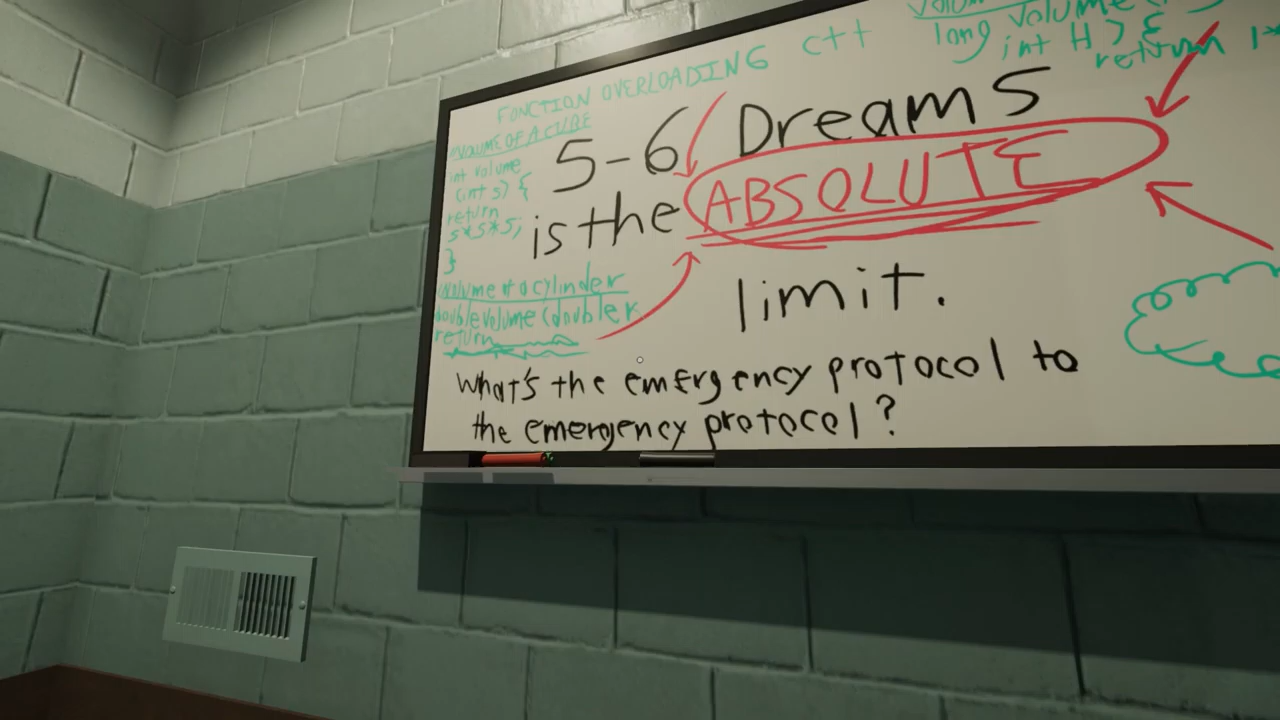 FONCTION OVERLOADING C++
VOLUME OF A CUBE
int volume
(int s) {
return
s*s*s;
}
volume of a cylinder
double volume (double r
return
long volume
int H) {
return
5-6 Dreams
is the ABSOLUTE
limit.
What's the emergency protocol to
the emergency protocol?